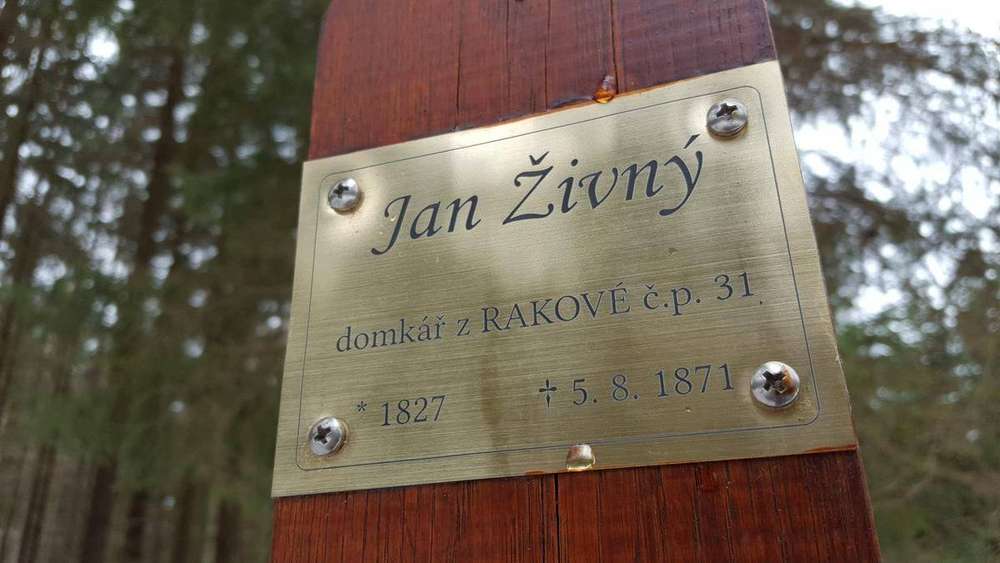 Jan Živný
domkář z RAKOVÉ č.p. 31
* 1827 † 5. 8. 1871